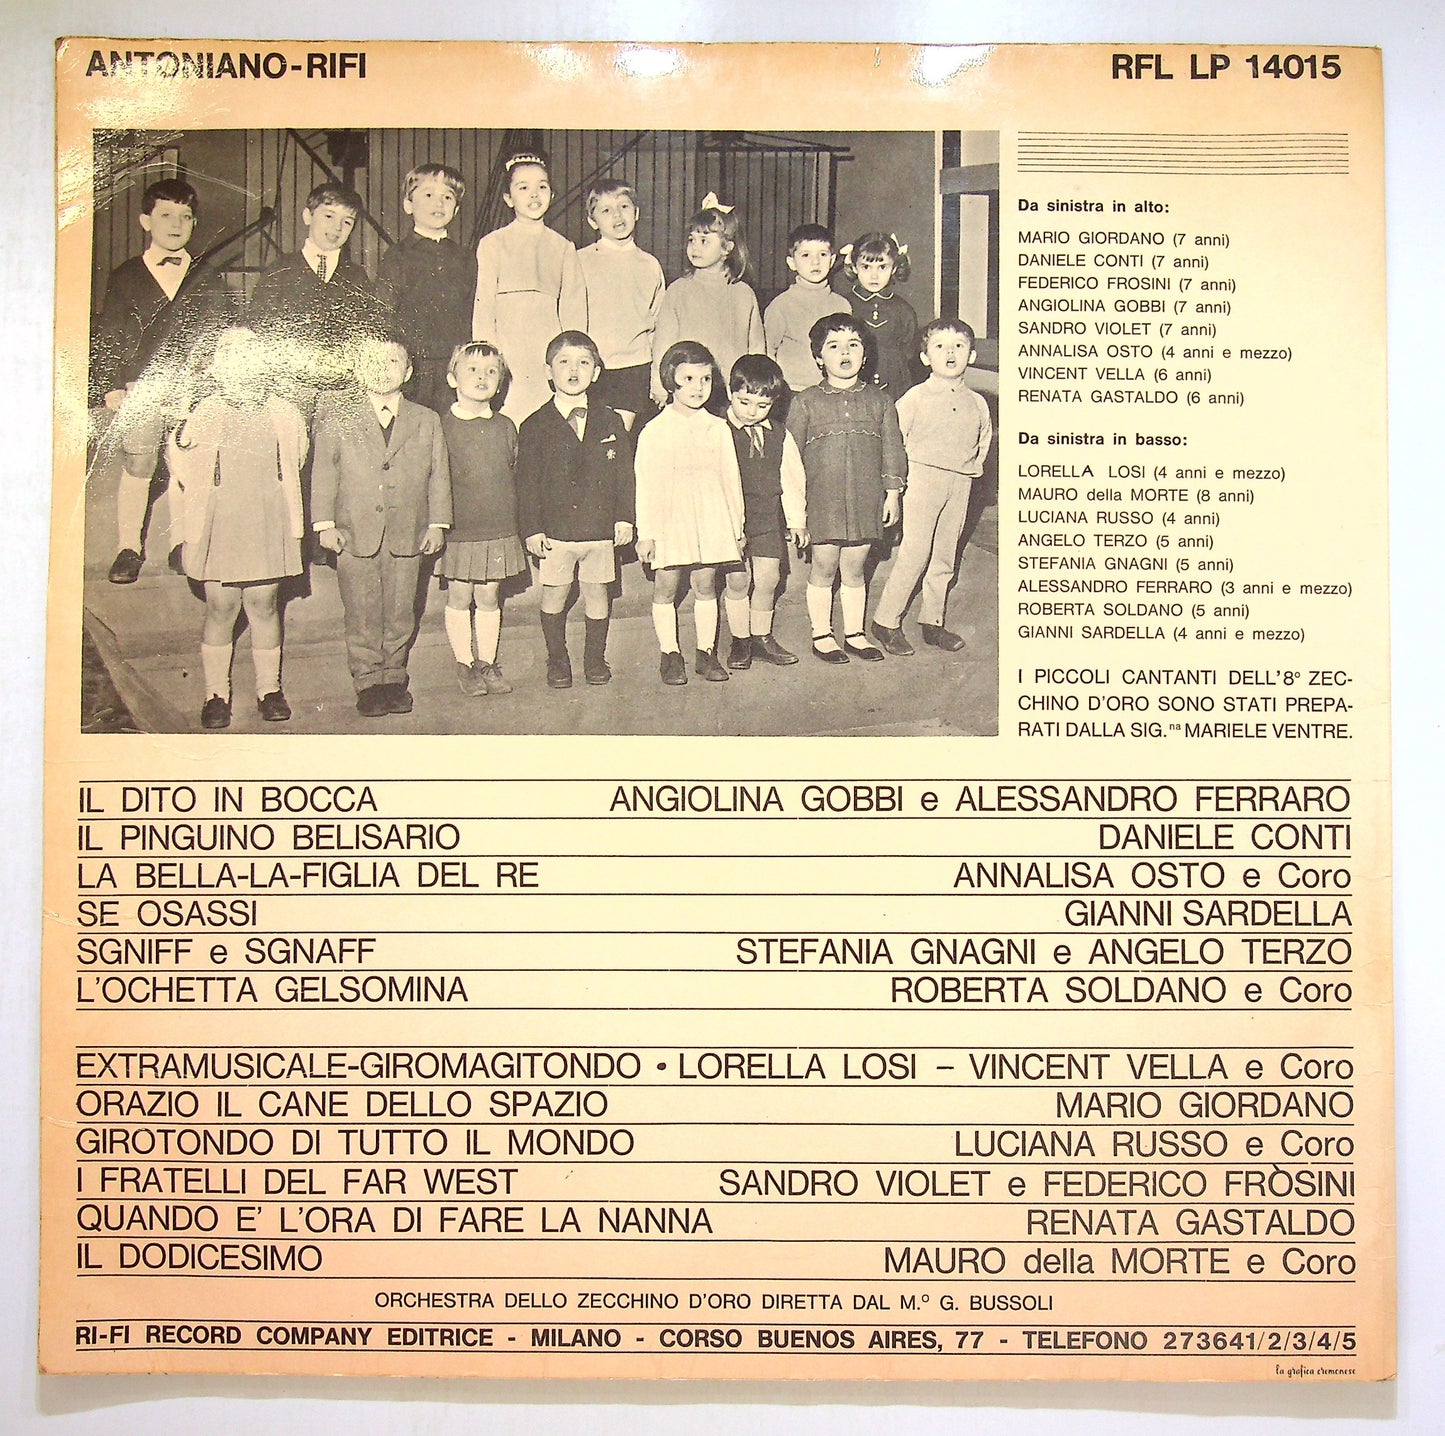 ANTONIANO-RIFI
RFL LP 14015
Da sinistra in alto:
MARIO GIORDANO (7 anni)
DANIELE CONTI (7 anni)
FEDERICO FROSINI (7 anni)
ANGIOLINA GOBBI (7 anni)
SANDRO VIOLET (7 anni)
ANNALISA OSTO (4 anni e mezzo)
VINCENT VELLA (6 anni)
RENATA GASTALDO (6 anni)
Da sinistra in basso:
LORELLA LOSI (4 anni e mezzo)
MAURO della MORTE (8 anni)
LUCIANA RUSSO (4 anni)
ANGELO TERZO (5 anni)
STEFANIA GNAGNI (5 anni)
ALESSANDRO FERRARO (3 anni e mezzo)
ROBERTA SOLDANO (5 anni)
GIANNI SARDELLA (4 anni e mezzo)
I PICCOLI CANTANTI DELL'8° ZEC-
CHINO D'ORO SONO STATI PREPA-
RATI DALLA SIG.na MARIELE VENTRE.
IL DITO IN BOCCA ANGIOLINA GOBBI e ALESSANDRO FERRARO
IL PINGUINO BELISARIO DANIELE CONTI
LA BELLA-LA-FIGLIA DEL RE ANNALISA OSTO e Coro
SE OSASSI GIANNI SARDELLA
SGNIFF e SGNAFF STEFANIA GNAGNI e ANGELO TERZO
L'OCHETTA GELSOMINA ROBERTA SOLDANO e Coro
EXTRAMUSICALE-GIROMAGITONDO • LORELLA LOSI – VINCENT VELLA e Coro
ORAZIO IL CANE DELLO SPAZIO MARIO GIORDANO
GIROTONDO DI TUTTO IL MONDO LUCIANA RUSSO e Coro
I FRATELLI DEL FAR WEST SANDRO VIOLET e FEDERICO FRÒSINI
QUANDO E' L'ORA DI FARE LA NANNA RENATA GASTALDO
IL DODICESIMO MAURO della MORTE e Coro
ORCHESTRA DELLO ZECCHINO D'ORO DIRETTA DAL M.° G. BUSSOLI
RI-FI RECORD COMPANY EDITRICE - MILANO - CORSO BUENOS AIRES, 77 - TELEFONO 273641/2/3/4/5
la grafica cremonese